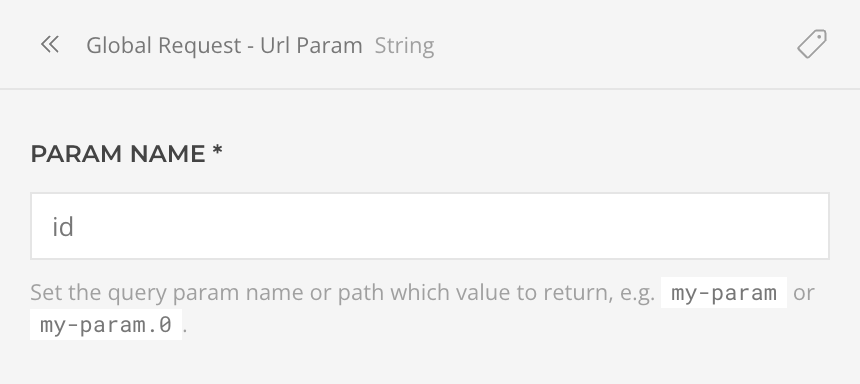 Global Request - Url Param String
PARAM NAME *
id
Set the query param name or path which value to return, e.g. my-param or
my-param.0 .